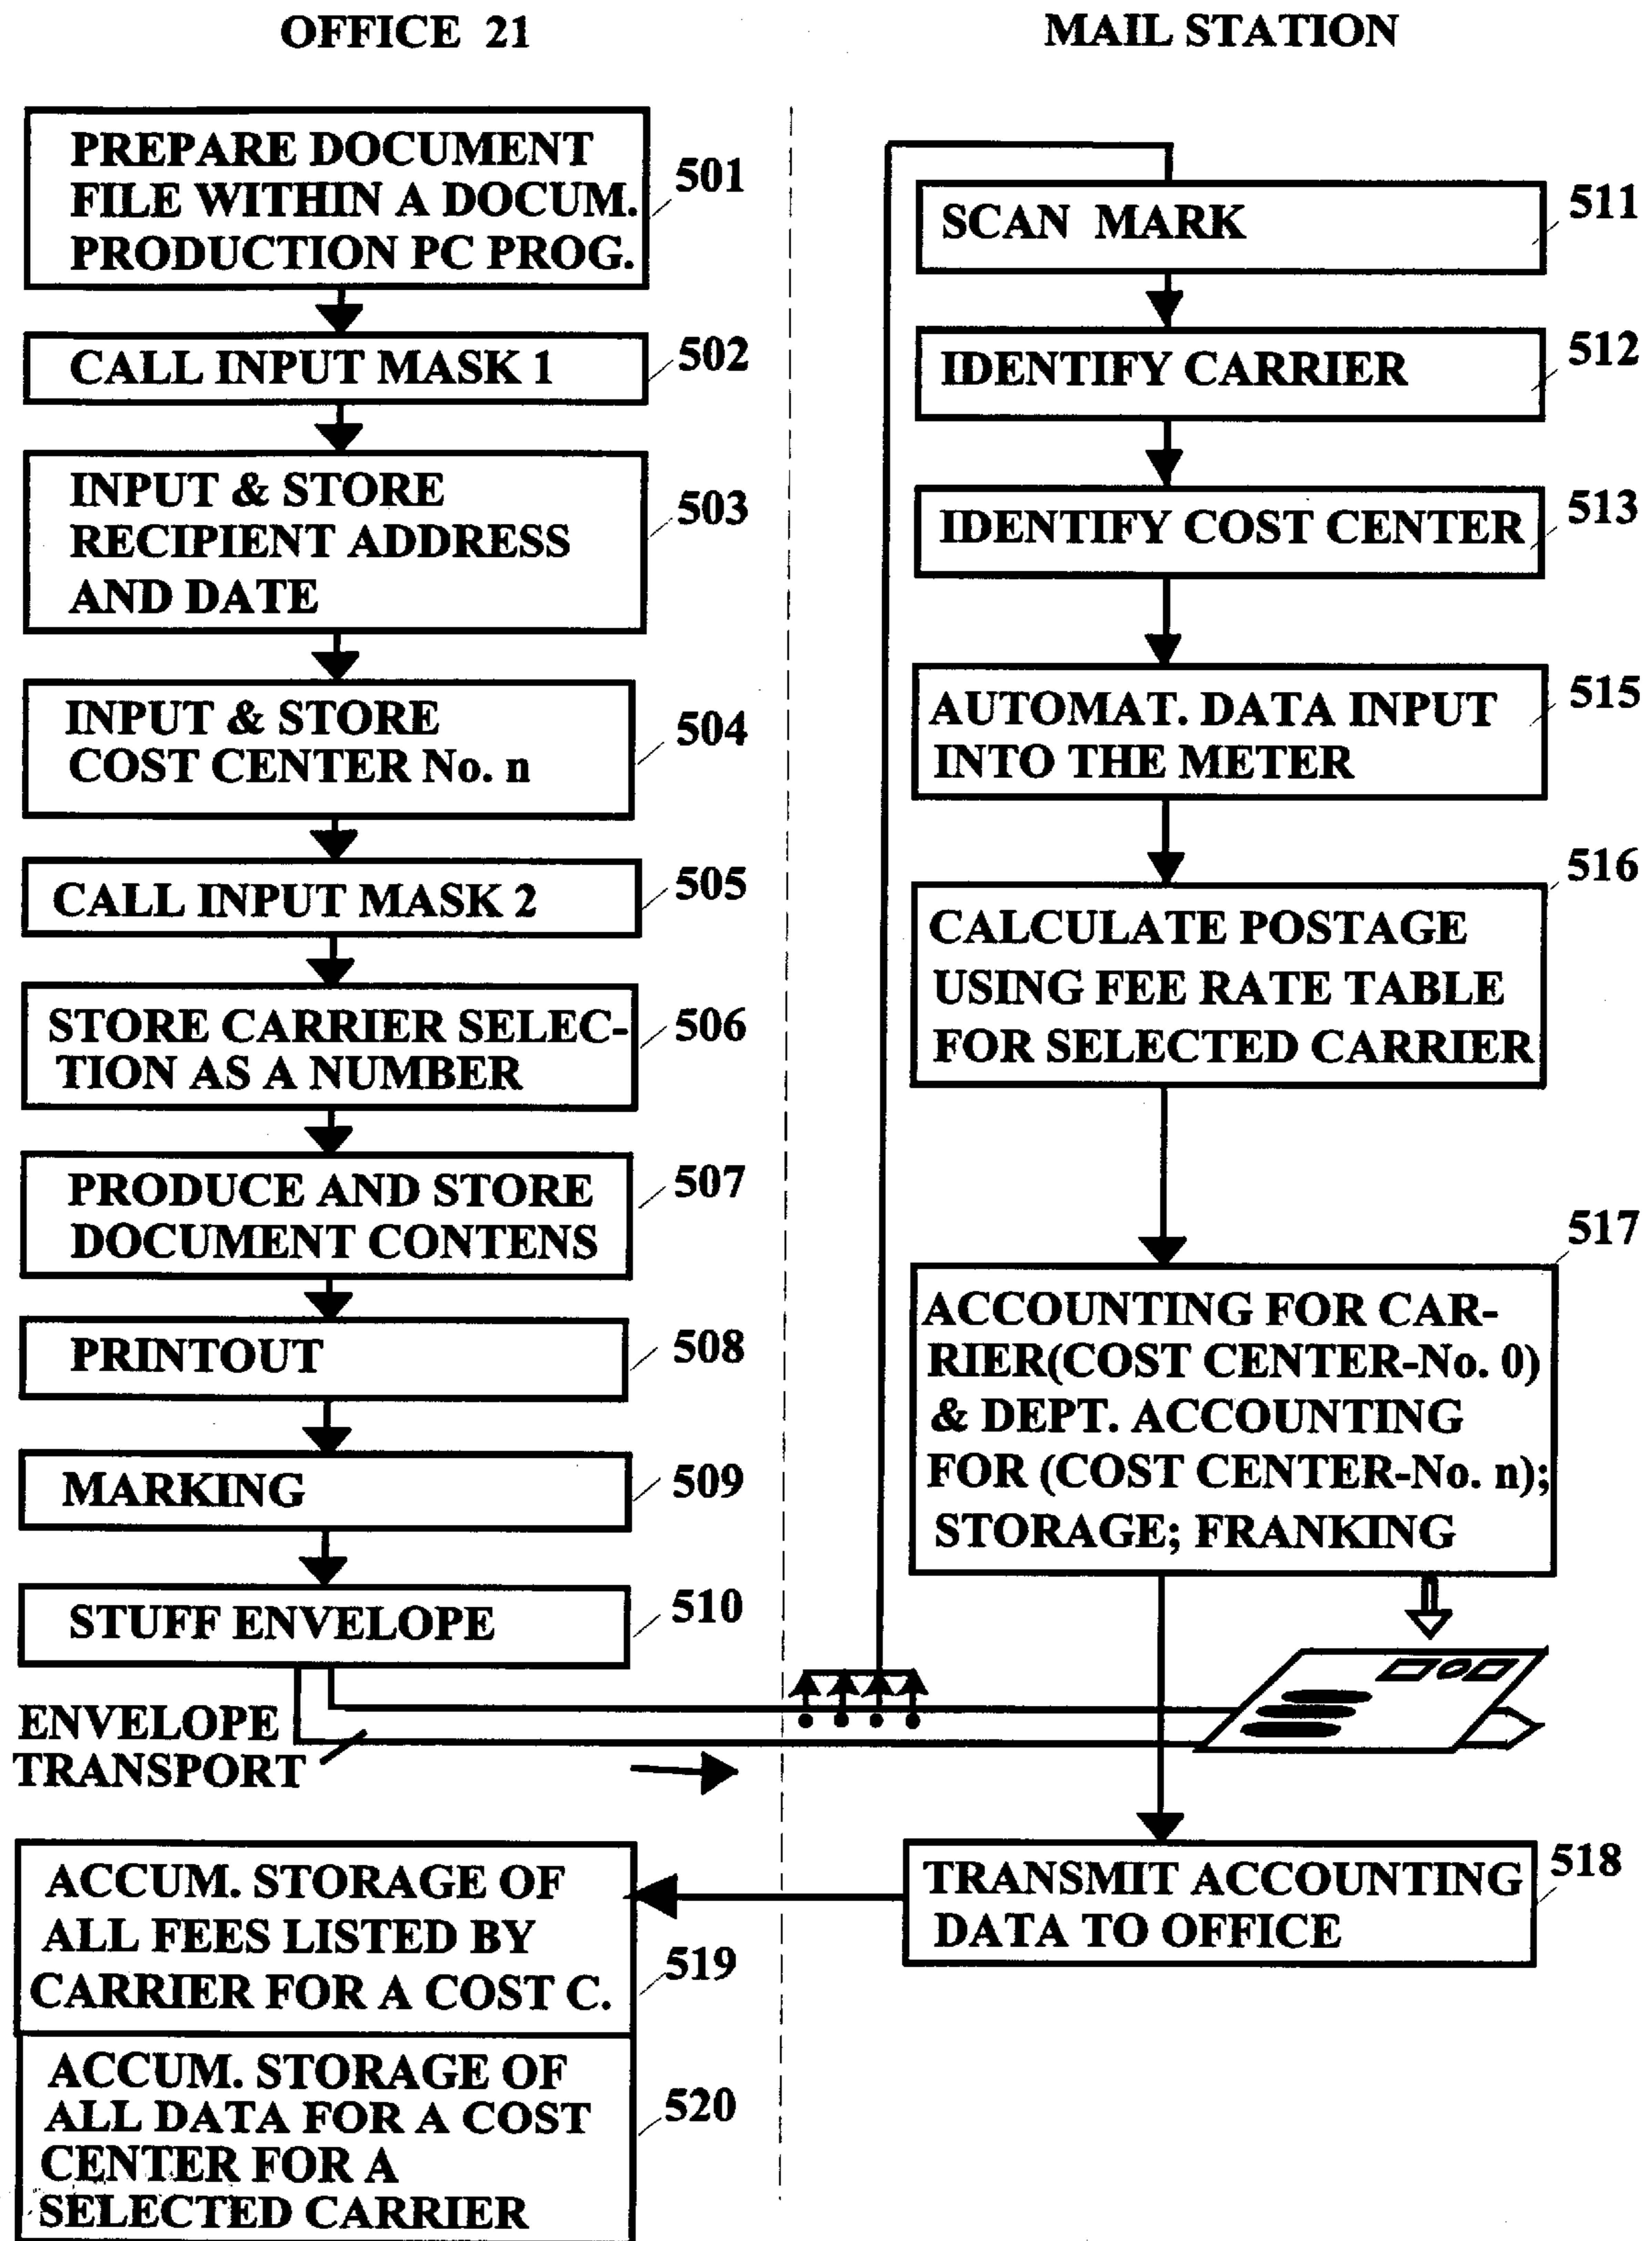 OFFICE 21
PREPARE DOCUMENT
FILE WITHIN A DOCUM.
PRODUCTION PC PROG.
501
CALL INPUT MASK 1
502
INPUT & STORE
RECIPIENT ADDRESS
AND DATE
503
INPUT & STORE
COST CENTER No. n
504
CALL INPUT MASK 2
505
STORE CARRIER SELEC-
TION AS A NUMBER
506
PRODUCE AND STORE
DOCUMENT CONTENS
507
PRINTOUT
508
MARKING
509
STUFF ENVELOPE
510
ENVELOPE
TRANSPORT
ACCUM. STORAGE OF
ALL FEES LISTED BY
CARRIER FOR A COST C.
519
ACCUM. STORAGE OF
ALL DATA FOR A COST
CENTER FOR A
SELECTED CARRIER
520
MAIL STATION
SCAN MARK
511
IDENTIFY CARRIER
512
IDENTIFY COST CENTER
513
AUTOMAT. DATA INPUT
INTO THE METER
515
CALCULATE POSTAGE
USING FEE RATE TABLE
FOR SELECTED CARRIER
516
ACCOUNTING FOR CAR-
RIER(COST CENTER-No. 0)
& DEPT. ACCOUNTING
FOR (COST CENTER-No. n);
STORAGE; FRANKING
517
TRANSMIT ACCOUNTING
DATA TO OFFICE
518